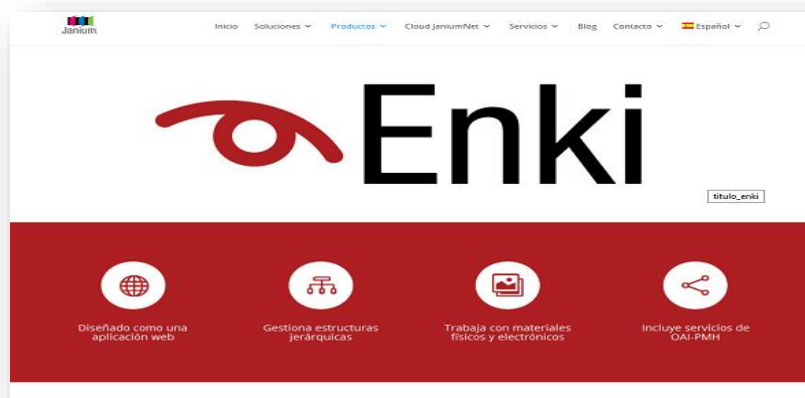 Janium
Inicio Soluciones Productos Cloud JaniumNet Servicios Blog Contacto Español
Enki
titulo_enki
Diseñado como una
aplicación web
Gestiona estructuras
jerárquicas
Trabaja con materiales
físicos y electrónicos
Incluye servicios de
OAI-PMH